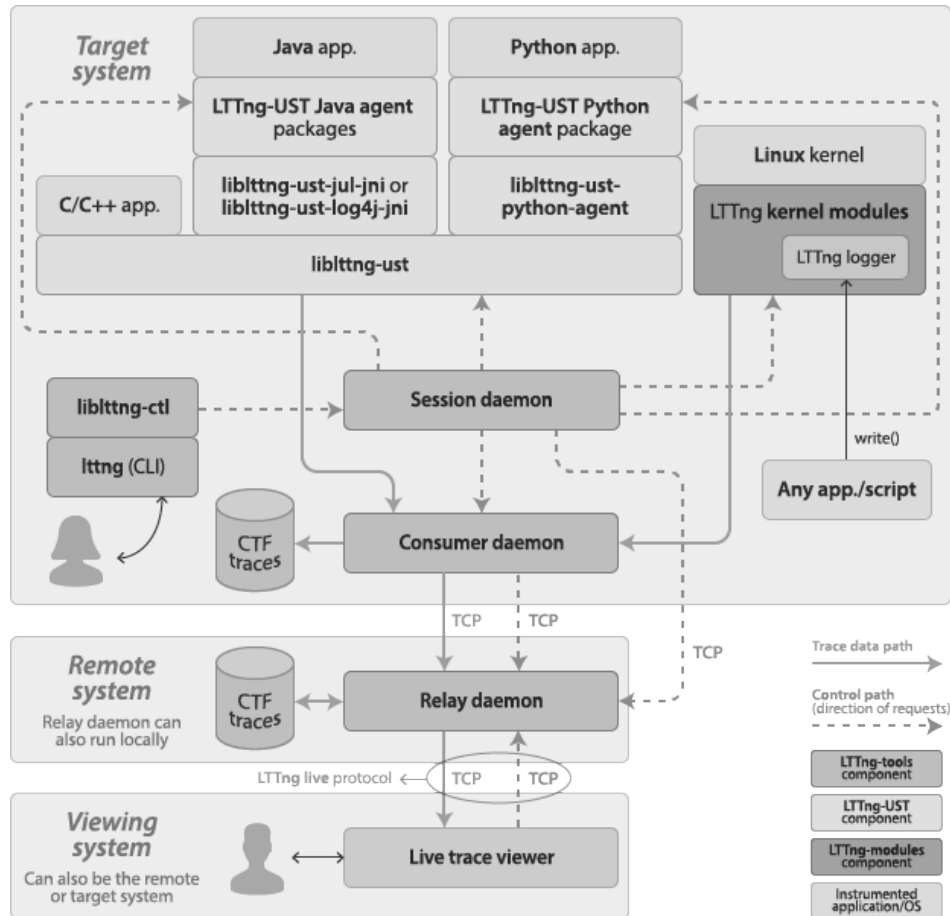 Target
system
Java app.
Python app.
LTTng-UST Java agent
packages
LTTng-UST Python
agent package
Linux kernel
C/C++ app.
liblttng-ust-jul-jni or
liblttng-ust-log4j-jni
liblttng-ust-
python-agent
LTTng kernel modules
LTTng logger
liblttng-ust
liblttng-ctl
lttng (CLI)
Session daemon
write()
Any app./script
CTF
traces
Consumer daemon
TCP
TCP
TCP
Remote
system
Relay daemon can
also run locally
CTF
traces
Relay daemon
LTTng live protocol
TCP
TCP
Viewing
system
Can also be the remote
or target system
Live trace viewer
Trace data path
Control path
(direction of requests)
LTTng-tools
component
LTTng-UST
component
LTTng-modules
component
Instrumented
application/OS